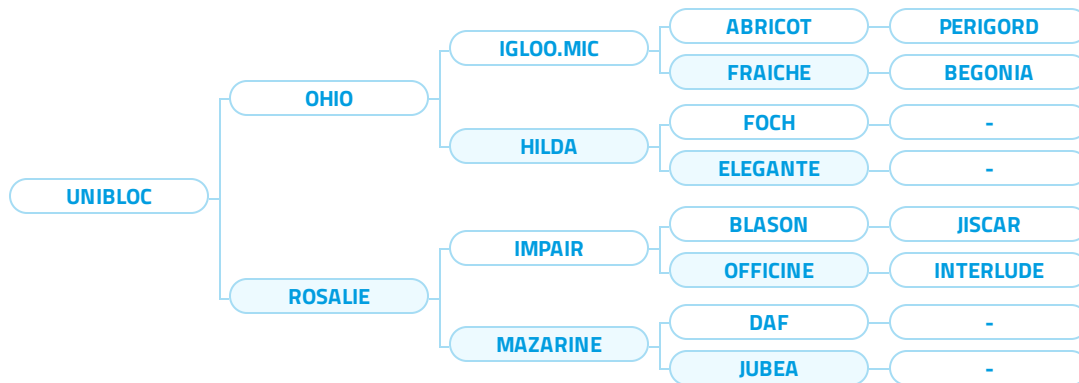 ABRICOT PERIGORD
IGLOO.MIC
FRAICHE BEGONIA
OHIO
FOCH -
HILDA
ELEGANTE -
UNIBLOC
BLASON JISCAR
IMPAIR
OFFICINE INTERLUDE
ROSALIE
DAF -
MAZARINE
JUBEA -